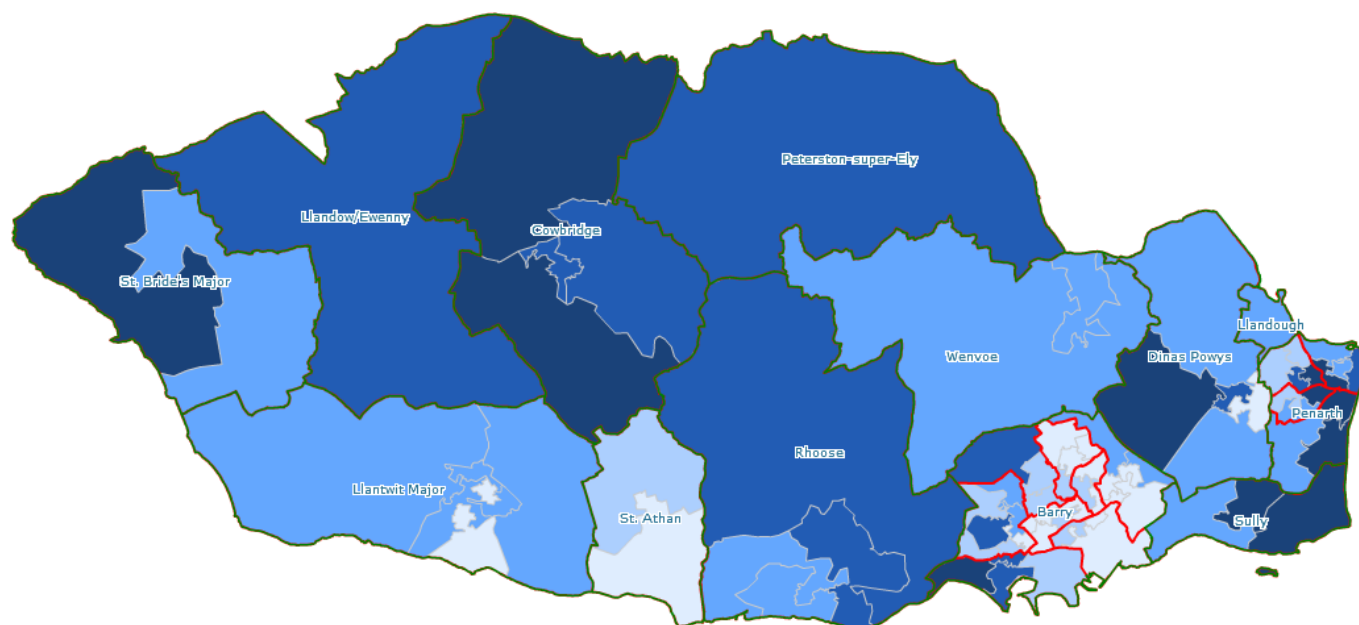 Peterston-super-Ely
Llandow/Ewenny
Cowbridge
St. Bride's Major
Llandough
Wenvoe
Dinas Powys
Penarth
Rhoose
Llantwit Major
Barry
St. Athan
Sully